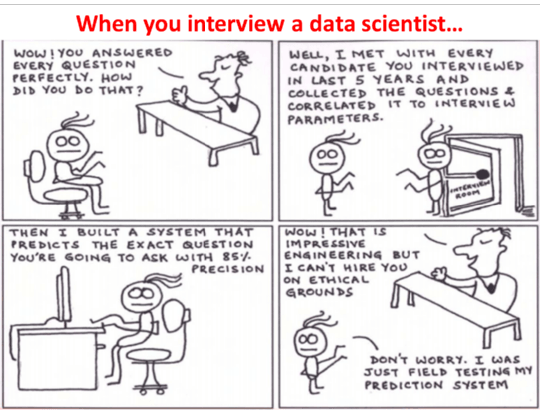 When you interview a data scientist...
WOW! YOU ANSWERED
EVERY QUESTION
PERFECTLY. HOW
DID YOU DO THAT?
WELL, I MET WITH EVERY
CANDIDATE YOU INTERVIEWED
IN LAST 5 YEARS AND
COLLECTED THE QUESTIONS &
CORRELATED IT TO INTERVIEW
PARAMETERS.
INTERVIEW
ROOM
THEN I BUILT A SYSTEM THAT
PREDICTS THE EXACT QUESTION
YOU'RE GOING TO ASK WITH 85%
PRECISION
WOW! THAT IS
IMPRESSIVE
ENGINEERING BUT
I CAN'T HIRE YOU
ON ETHICAL
GROUNDS
DON'T WORRY. I WAS
JUST FIELD TESTING MY
PREDICTION SYSTEM